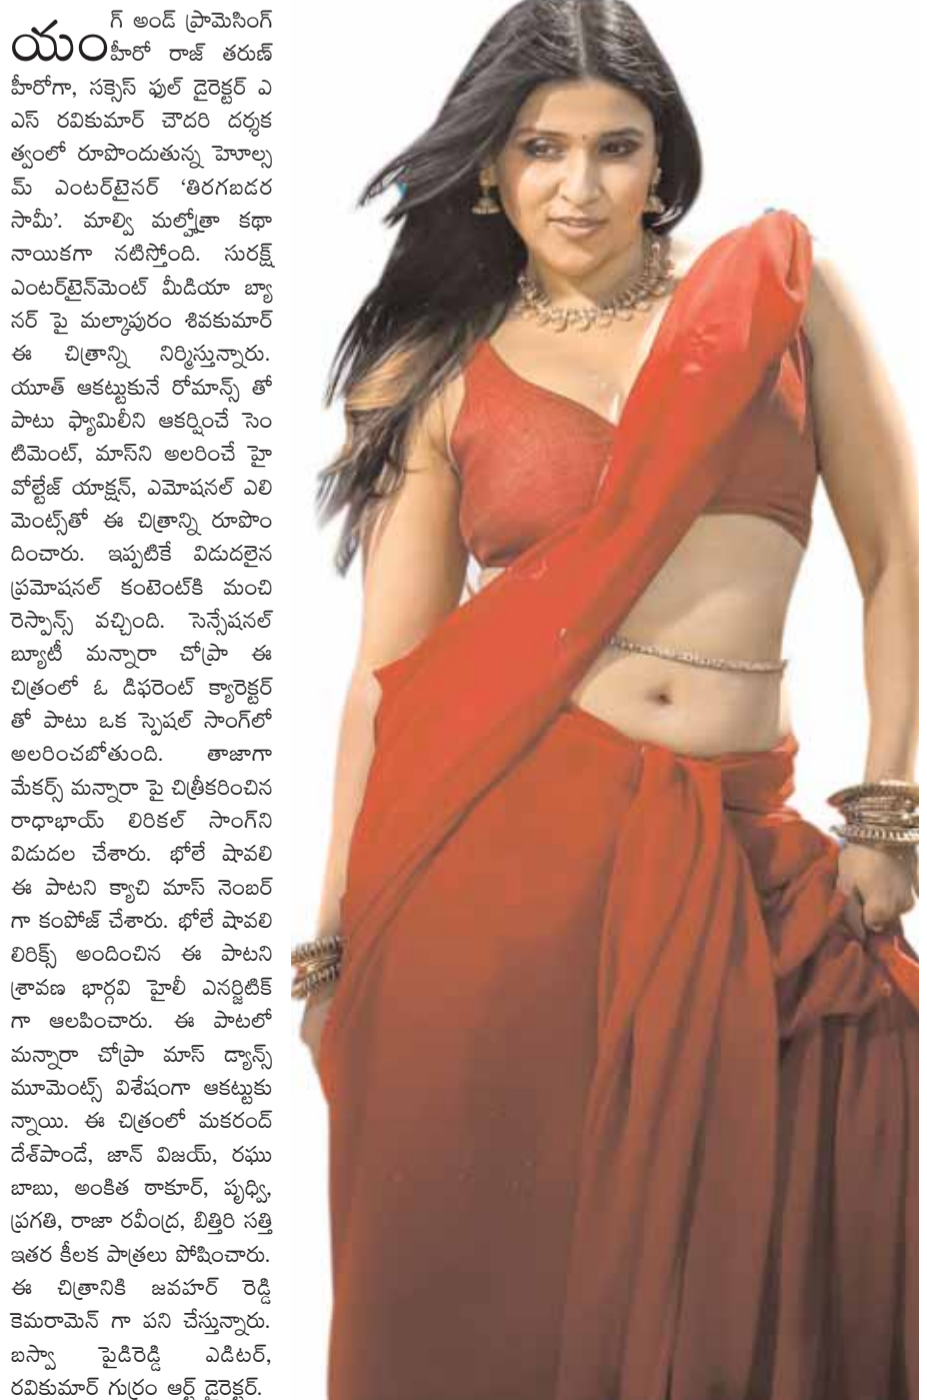 యంగ్ అండ్ ప్రామెసింగ్
హీరో రాజ్ తరుణ్
హీరోగా, సక్సెస్ ఫుల్ డైరెక్టర్ ఎ
ఎస్ రవికుమార్ చౌదరి దర్శక
త్వంలో రూపొందుతున్న హెూల్స
మ్ ఎంటర్‌టైనర్ ‘తిరగబడర
సామీ’. మాల్వి మల్హోత్రా కథా
నాయికగా నటిస్తోంది. సురక్ష్
ఎంటర్‌టైన్‌మెంట్ మీడియా బ్యా
నర్ పై మల్కాపురం శివకుమార్
ఈ చిత్రాన్ని నిర్మిస్తున్నారు.
యూత్ ఆకట్టుకునే రోమాన్స్ తో
పాటు ఫ్యామిలీని ఆకర్షించే సెం
టిమెంట్, మాస్‌ని అలరించే హై
వోల్టేజ్ యాక్షన్, ఎమోషనల్ ఎలి
మెంట్స్‌తో ఈ చిత్రాన్ని రూపొం
దించారు. ఇప్పటికే విడుదలైన
ప్రమోషనల్ కంటెంట్‌కి మంచి
రెస్పాన్స్ వచ్చింది. సెన్సేషనల్
బ్యూటీ మన్నారా చోప్రా ఈ
చిత్రంలో ఓ డిఫరెంట్ క్యారెక్టర్
తో పాటు ఒక స్పెషల్ సాంగ్‌లో
అలరించబోతుంది. తాజాగా
మేకర్స్ మన్నారా పై చిత్రీకరించిన
రాధాభాయ్ లిరికల్ సాంగ్‌ని
విడుదల చేశారు. భోలే షావలి
ఈ పాటని క్యాచి మాస్ నెంబర్
గా కంపోజ్ చేశారు. భోలే షావలి
లిరిక్స్ అందించిన ఈ పాటని
శ్రావణ భార్గవి హైలీ ఎనర్జిటిక్
గా ఆలపించారు. ఈ పాటలో
మన్నారా చోప్రా మాస్ డ్యాన్స్
మూమెంట్స్ విశేషంగా ఆకట్టుకు
న్నాయి. ఈ చిత్రంలో మకరంద్
దేశ్‌పాండే, జాన్ విజయ్, రఘు
బాబు, అంకిత ఠాకూర్, పృధ్వి,
ప్రగతి, రాజా రవీంద్ర, బిత్తిరి సత్తి
ఇతర కీలక పాత్రలు పోషించారు.
ఈ చిత్రానికి జవహర్ రెడ్డి
కెమరామెన్ గా పని చేస్తున్నారు.
బస్వా పైడిరెడ్డి ఎడిటర్,
రవికుమార్ గుర్రం ఆర్ట్ డైరెక్టర్.